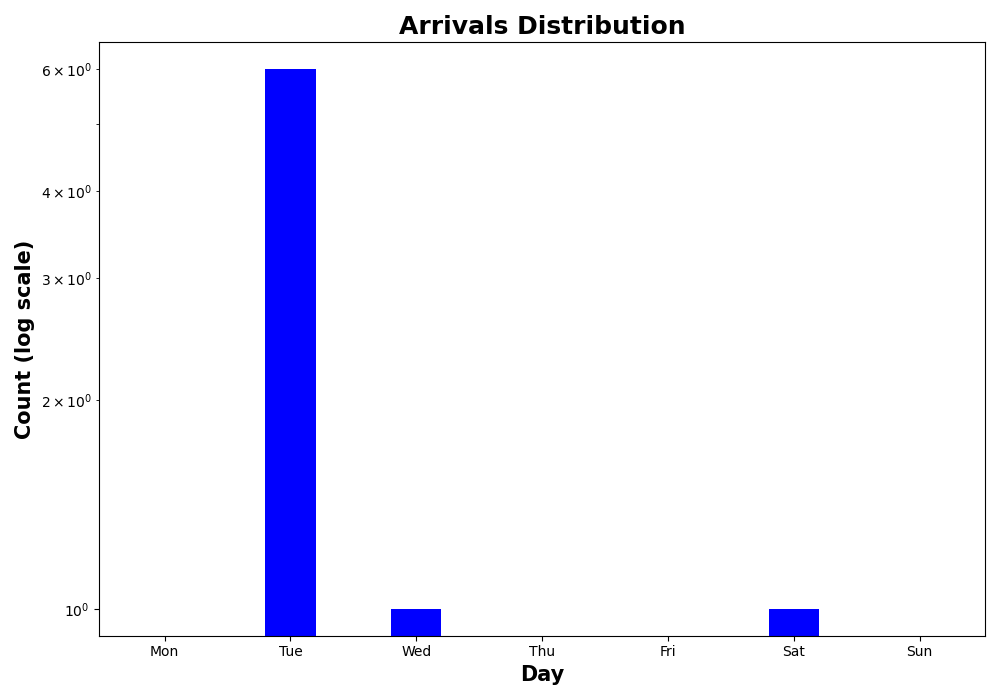 Arrivals Distribution
Count (log scale)
6 × 10⁰
4 × 10⁰
3 × 10⁰
2 × 10⁰
10⁰
Mon Tue Wed Thu Fri Sat Sun
Day